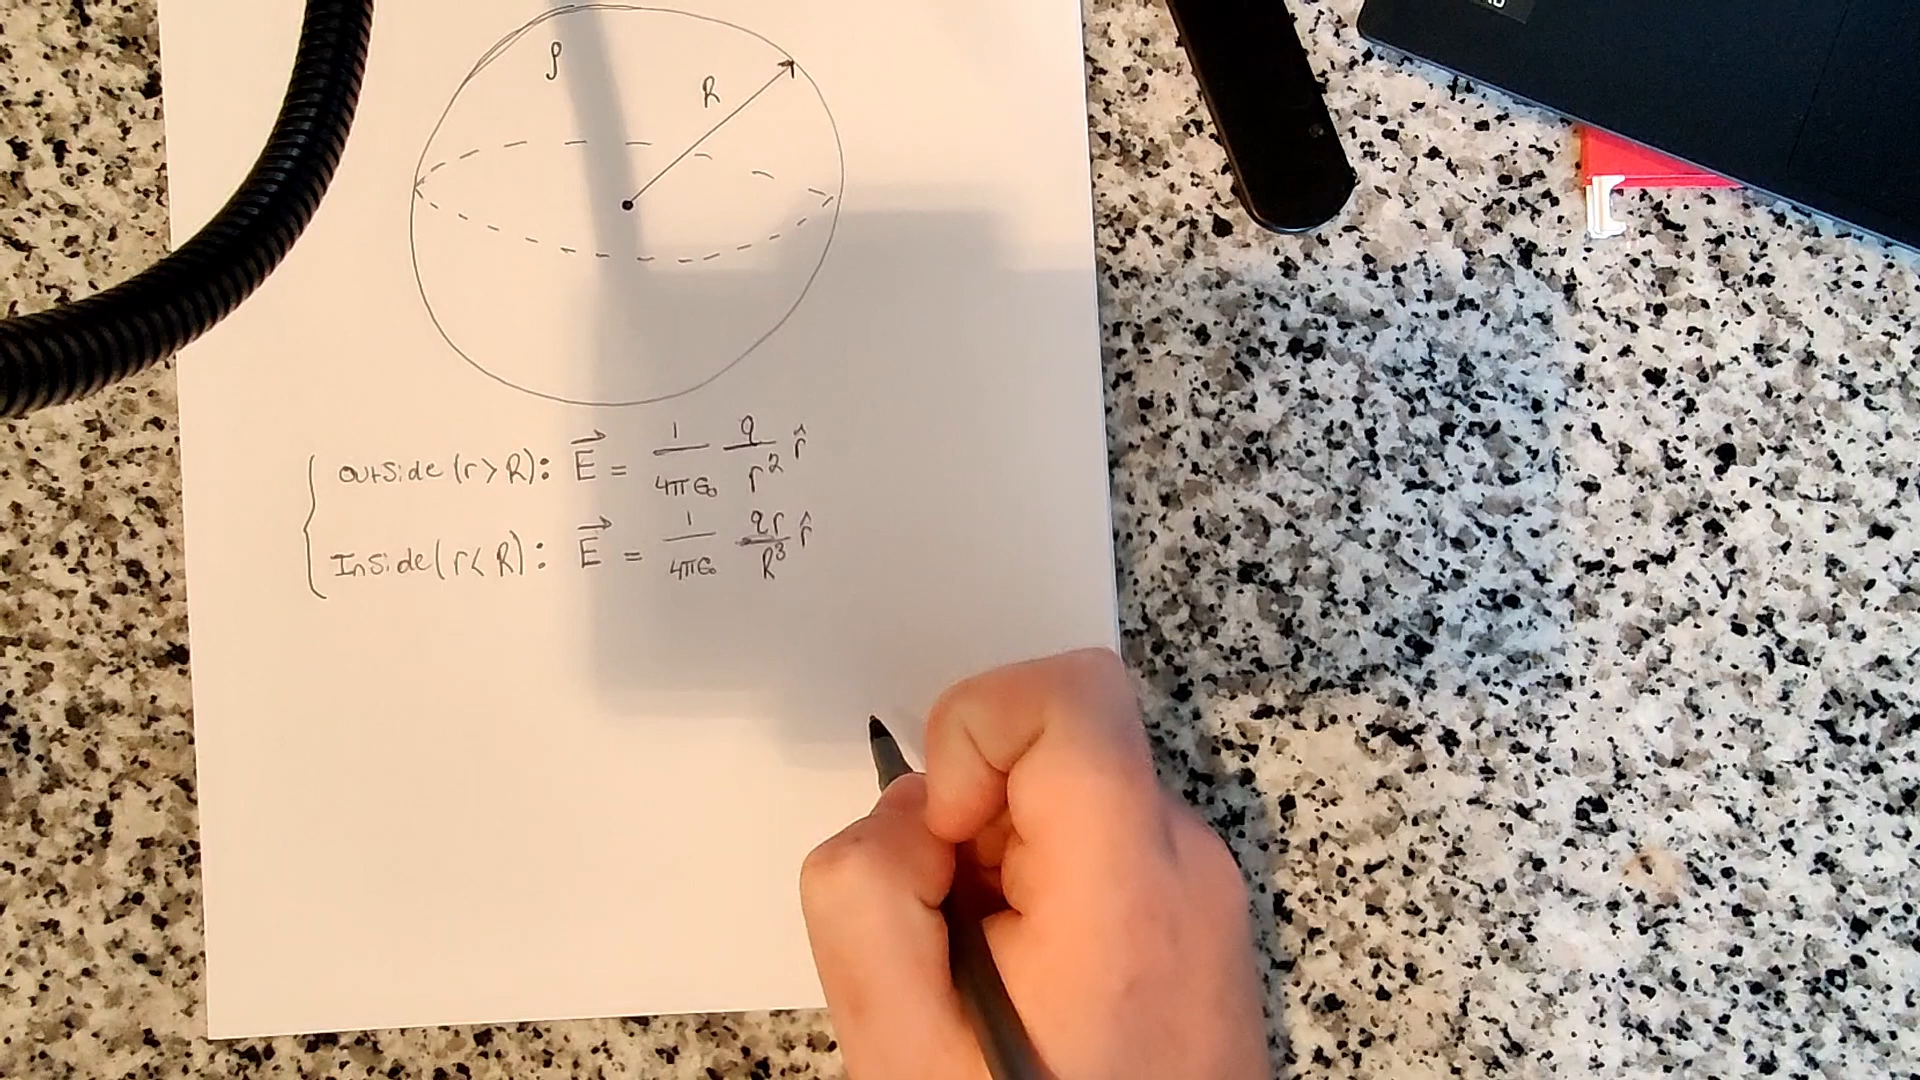 ρ
R
outside (r > R): E⃗ = 1/4πϵ₀ q/r² r̂
Inside (r < R): E⃗ = 1/4πϵ₀ qr/R³ r̂